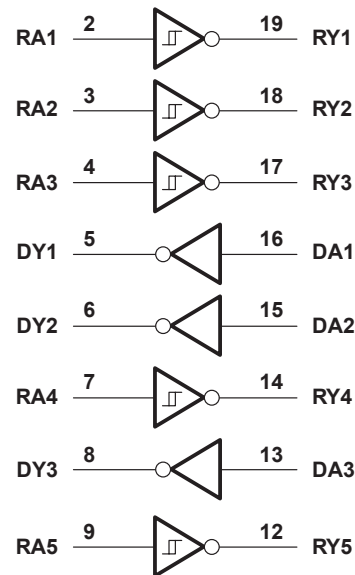 RA1 2 19 RY1
RA2 3 18 RY2
RA3 4 17 RY3
DY1 5 16 DA1
DY2 6 15 DA2
RA4 7 14 RY4
DY3 8 13 DA3
RA5 9 12 RY5